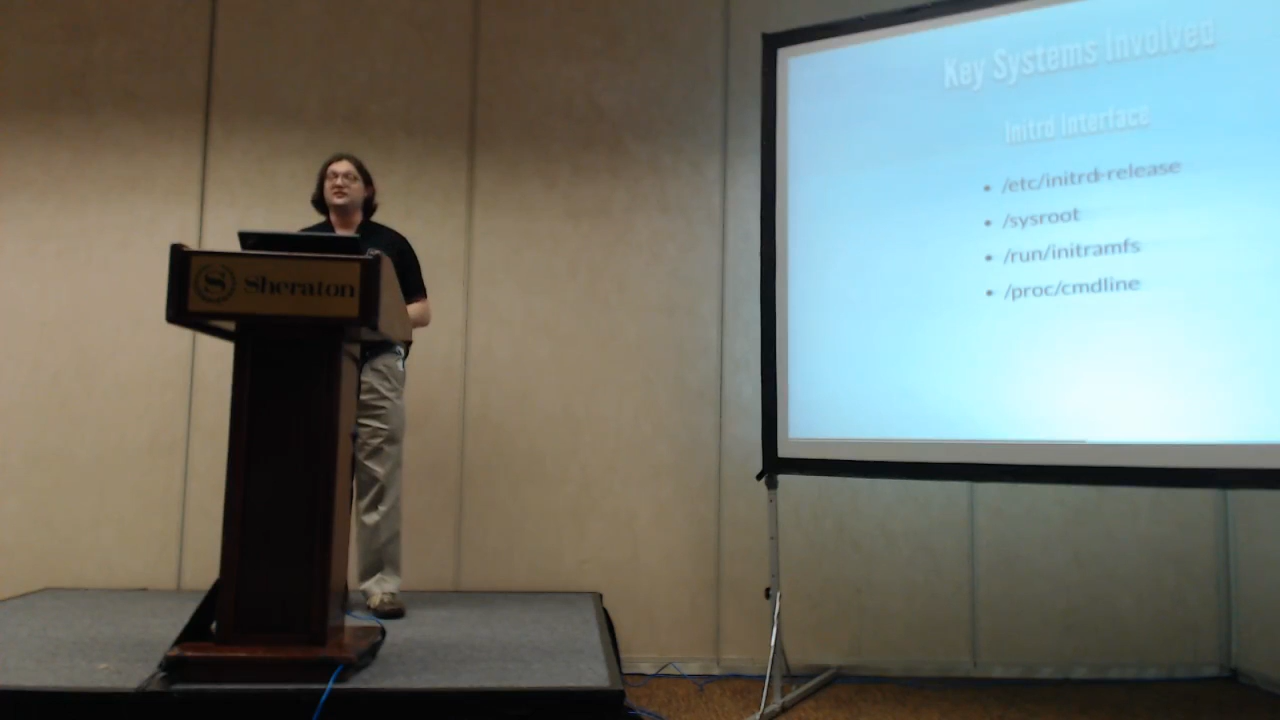 Sheraton
Key Systems Involved
Initrd Interface
• /etc/initrd-release
• /sysroot
• /run/initramfs
• /proc/cmdline